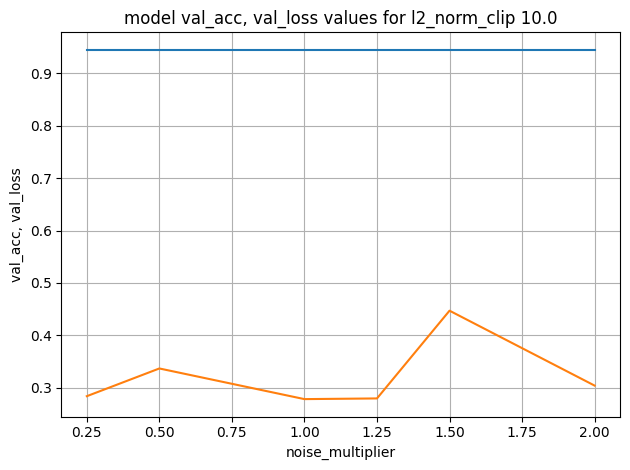 model val_acc, val_loss values for l2_norm_clip 10.0
val_acc, val_loss
0.9
0.8
0.7
0.6
0.5
0.4
0.3
0.25 0.50 0.75 1.00 1.25 1.50 1.75 2.00
noise_multiplier